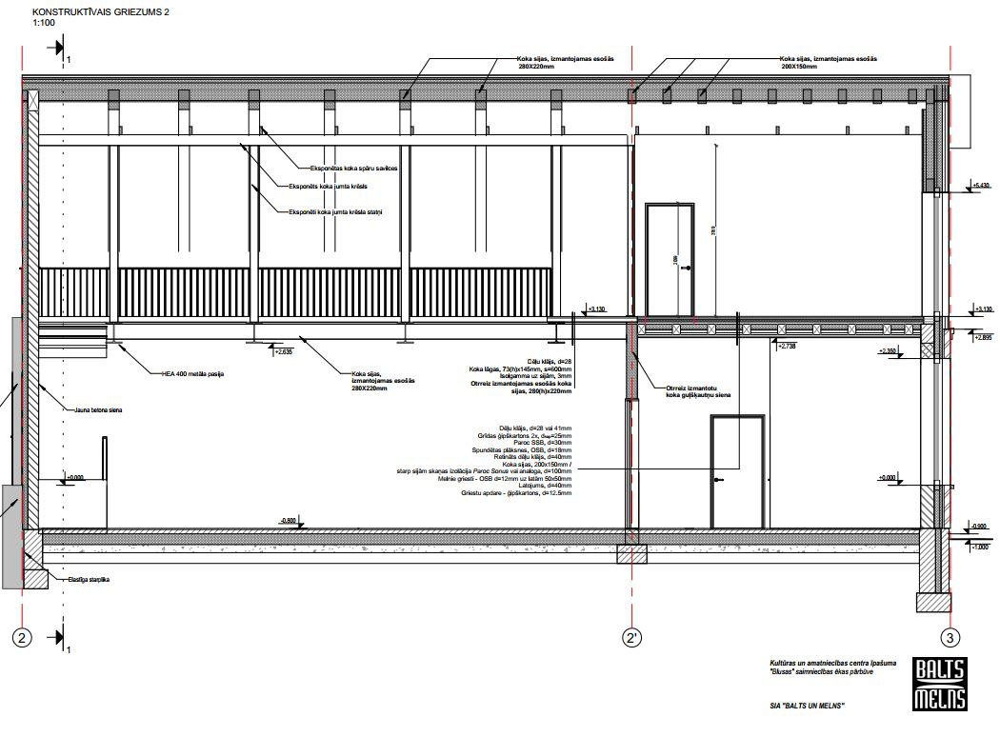 KONSTRUKTĪVAIS GRIEZUMS 2
1:100
1
Koka sijas, izmantojamas esošās
280X220mm
Koka sijas, izmantojamas esošās
200X150mm
Eksponētas koka spāru savilces
Eksponēts koka jumta krēsls
Eksponēti koka jumta krēsla statņi
+5.430
+3.130
+3.130
+2.895
+2.635
+2.738
+2.350
HEA 400 metāla pasija
Koka sijas,
izmantojamas esošās
280X220mm
Dēļu klājs, d=28
Koka lāgas, 73(h)x145mm, s=600mm
Isolgamma uz sijām, 3mm
Otrreiz izmantojamas esošās koka
sijas, 280(h)x220mm
Otrreiz izmantotu
koka guļškautņu siena
Jauna betona siena
Dēļu klājs, d=28 vai 41mm
Grīdas ģipškartons 2x, dkop=25mm
Paroc SSB, d=30mm
Spundētas plāksnes, OSB, d=18mm
Retināts dēļu klājs, d=40mm
Koka sijas, 200x150mm /
starp sijām skaņas izolācija Paroc Sonus vai analoga, d=100mm
Melnie griesti - OSB d=12mm uz latām 50x50mm
Latojums, d=40mm
Griestu apdare - ģipškartons, d=12.5mm
+0.000
+0.000
-0.800
-0.900
-1.000
Elastīga starplika
2
2'
3
1
Kultūras un amatniecības centra īpašuma
"Blusas" saimniecības ēkas pārbūve
SIA "BALTS UN MELNS"
BALTS
MELNS